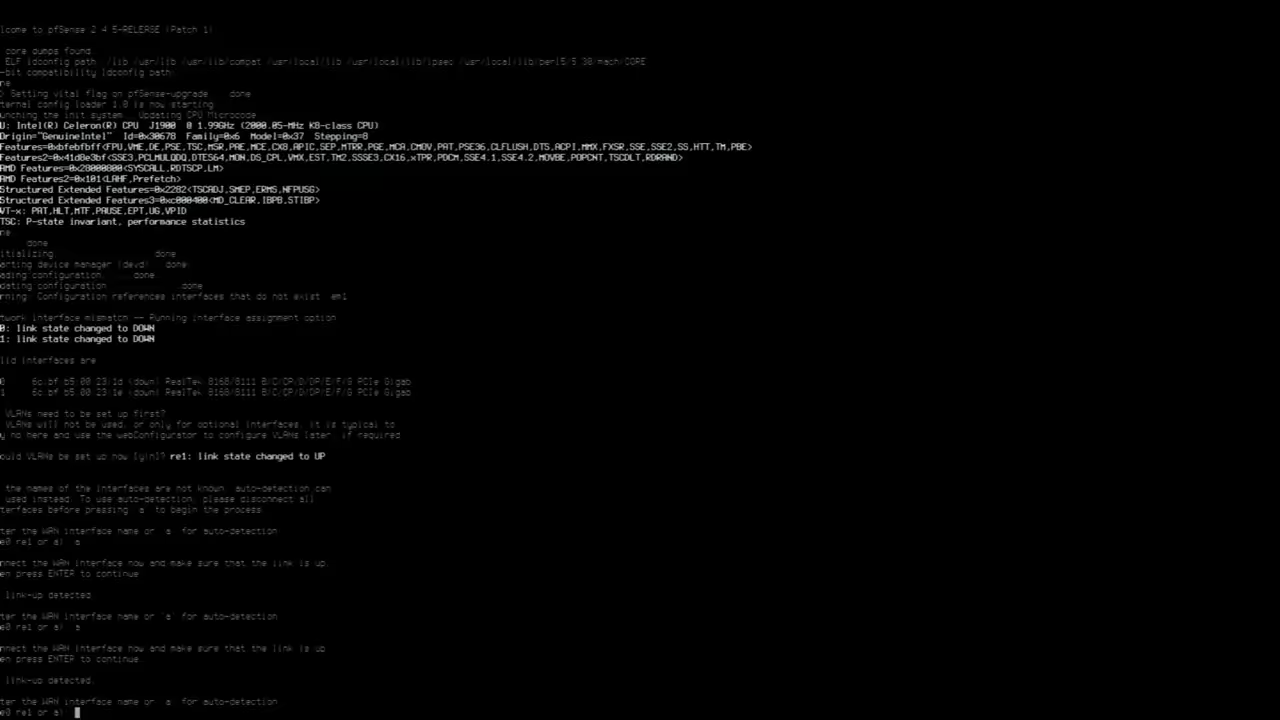 lcome to pfSense 2 4 5-RELEASE (Patch 1)
core dumps found
ELF ldconfig path /lib /usr/lib /usr/lib/compat /usr/local/lib /usr/local/lib/ipsec /usr/local/lib/perl5/5 30/mach/CORE
-bit compatibility ldconfig path
ne
> Setting vital flag on pfSense-upgrade done
ternal config loader 1.0 is now starting
unching the init system Updating CPU Microcode
U: Intel(R) Celeron(R) CPU J1900 @ 1.99GHz (2000.05-MHz K8-class CPU)
Origin="GenuineIntel" Id=0x30678 Family=0x6 Model=0x37 Stepping=8
Features=0xbfebfbff<FPU,VME,DE,PSE,TSC,MSR,PAE,MCE,CX8,APIC,SEP,MTRR,PGE,MCA,CMOV,PAT,PSE36,CLFLUSH,DTS,ACPI,MMX,FXSR,SSE,SSE2,SS,HTT,TM,PBE>
Features2=0x41d8e3bf<SSE3,PCLMULQDQ,DTES64,MON,DS_CPL,VMX,EST,TM2,SSSE3,CX16,xTPR,PDCM,SSE4.1,SSE4.2,MOVBE,POPCNT,TSCDLT,RDRAND>
AMD Features=0x28000800<SYSCALL,RDTSCP,LM>
AMD Features2=0x101<LAHF,Prefetch>
Structured Extended Features=0x2282<TSCADJ,SMEP,ERMS,NFPUSG>
Structured Extended Features3=0xc000400<MD_CLEAR,IBPB,STIBP>
VT-x: PAT,HLT,MTF,PAUSE,EPT,UG,VPID
TSC: P-state invariant, performance statistics
ne
done
itializing done
arting device manager (devd) done
ading configuration done
dating configuration done
rning: Configuration references interfaces that do not exist em1
twork interface mismatch -- Running interface assignment option
0: link state changed to DOWN
1: link state changed to DOWN
lid interfaces are
0 6c bf b5 00 23 1d (down) RealTek 8168/8111 B/C/CP/D/DP/E/F/G PCIe Gigab
1 6c bf b5 00 23 1e (down) RealTek 8168/8111 B/C/CP/D/DP/E/F/G PCIe Gigab
VLANs need to be set up first?
VLANs will not be used, or only for optional interfaces, it is typical to
y no here and use the webConfigurator to configure VLANs later if required
ould VLANs be set up now [y|n]? re1: link state changed to UP
the names of the interfaces are not known, auto-detection can
used instead. To use auto-detection, please disconnect all
terfaces before pressing a to begin the process
ter the WAN interface name or a for auto-detection
e0 re1 or a) a
nnect the WAN interface now and make sure that the link is up
en press ENTER to continue
link-up detected
ter the WAN interface name or 'a' for auto-detection
e0 re1 or a) a
nnect the WAN interface now and make sure that the link is up
en press ENTER to continue
link-up detected.
ter the WAN interface name or a for auto-detection
e0 re1 or a)